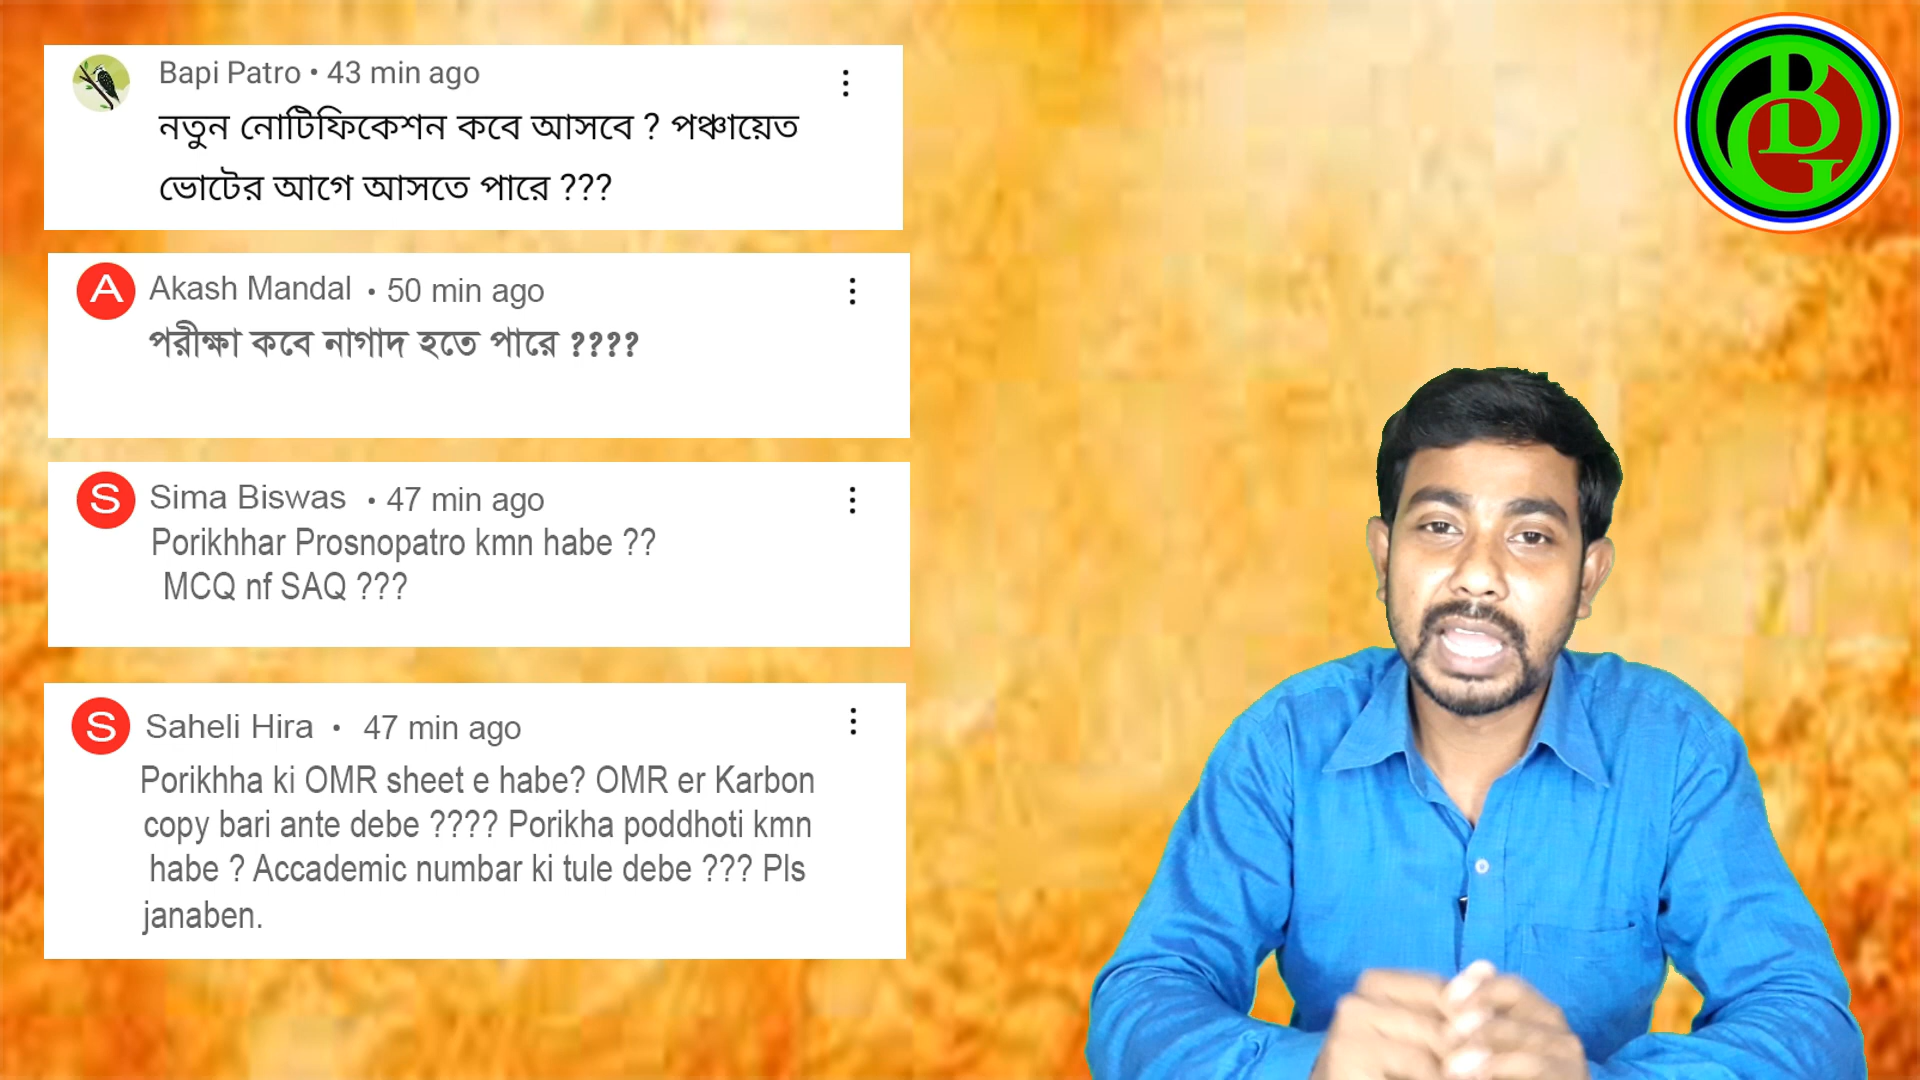 Bapi Patro • 43 min ago
নতুন নোটিফিকেশন কবে আসবে ? পঞ্চায়েত
ভোটের আগে আসতে পারে ???
A Akash Mandal • 50 min ago
পরীক্ষা কবে নাগাদ হতে পারে ????
S Sima Biswas • 47 min ago
Porikhhar Prosnopatro kmn habe ??
MCQ nf SAQ ???
S Saheli Hira • 47 min ago
Porikhha ki OMR sheet e habe? OMR er Karbon
copy bari ante debe ???? Porikha poddhoti kmn
habe ? Accademic numbar ki tule debe ??? Pls
janaben.
B
D
G